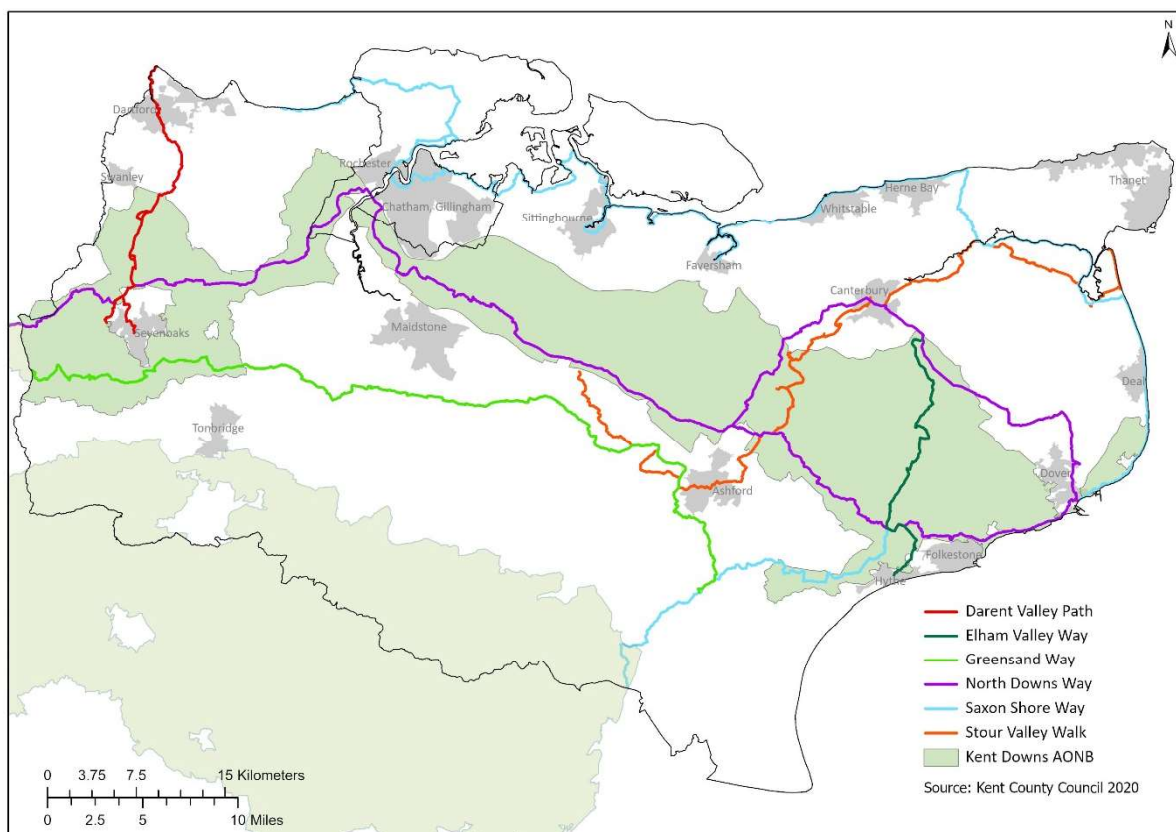 N
Dartford
Swanley
Rochester
Chatham, Gillingham
Sittingbourne
Faversham
Whitstable
Herne Bay
Thanet
Canterbury
Sevenoaks
Maidstone
Deal
Tonbridge
Ashford
Dover
Folkestone
Hythe
Darent Valley Path
Elham Valley Way
Greensand Way
North Downs Way
Saxon Shore Way
Stour Valley Walk
Kent Downs AONB
Source: Kent County Council 2020
0 3.75 7.5 15 Kilometers
0 2.5 5 10 Miles